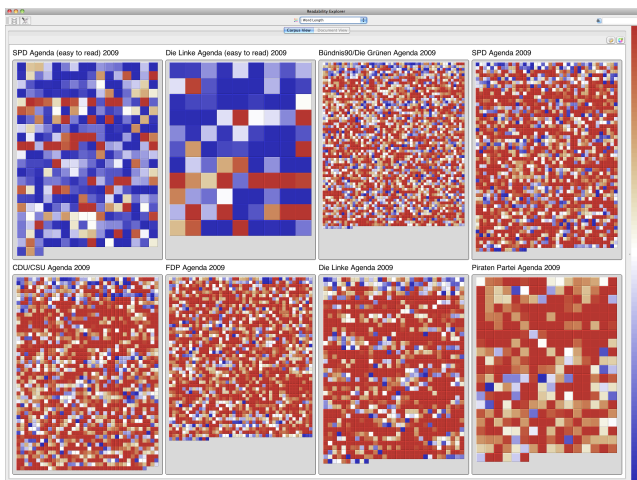 Readability Explorer
Word Length
Corpus View Document View
SPD Agenda (easy to read) 2009
Die Linke Agenda (easy to read) 2009
Bündnis90/Die Grünen Agenda 2009
SPD Agenda 2009
CDU/CSU Agenda 2009
FDP Agenda 2009
Die Linke Agenda 2009
Piraten Partei Agenda 2009